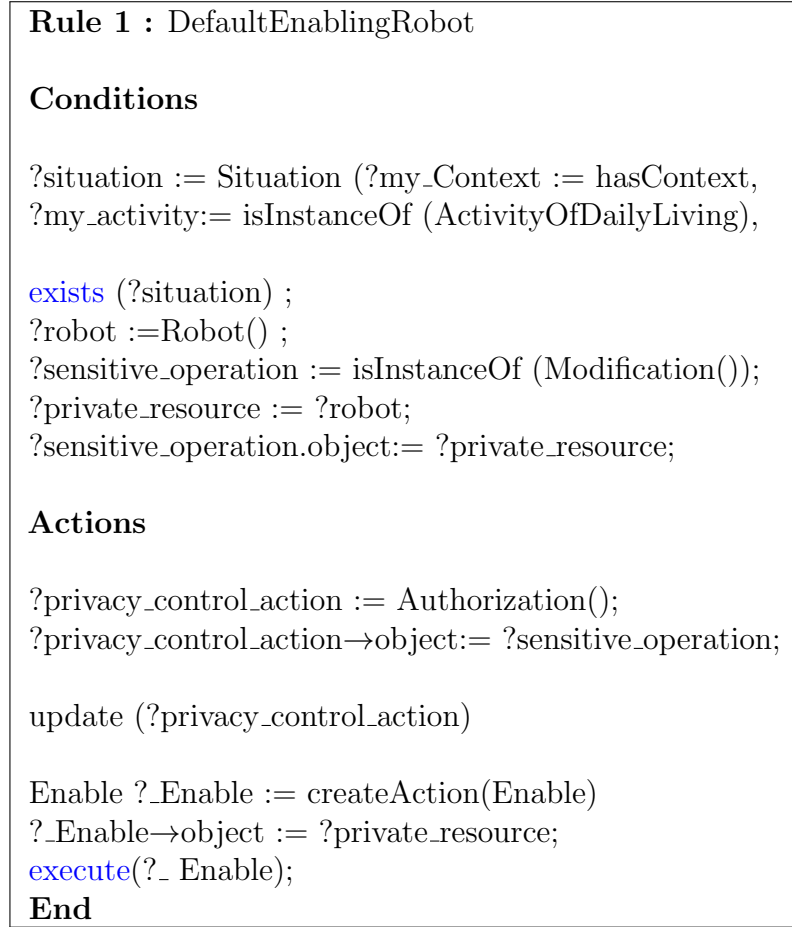 Rule 1 : DefaultEnablingRobot
Conditions
?situation := Situation (?my_Context := hasContext,
?my_activity:= isInstanceOf (ActivityOfDailyLiving),
exists (?situation) ;
?robot :=Robot() ;
?sensitive_operation := isInstanceOf (Modification());
?private_resource := ?robot;
?sensitive_operation.object:= ?private_resource;
Actions
?privacy_control_action := Authorization();
?privacy_control_action→object:= ?sensitive_operation;
update (?privacy_control_action)
Enable ?_Enable := createAction(Enable)
?_Enable→object := ?private_resource;
execute(?_ Enable);
End